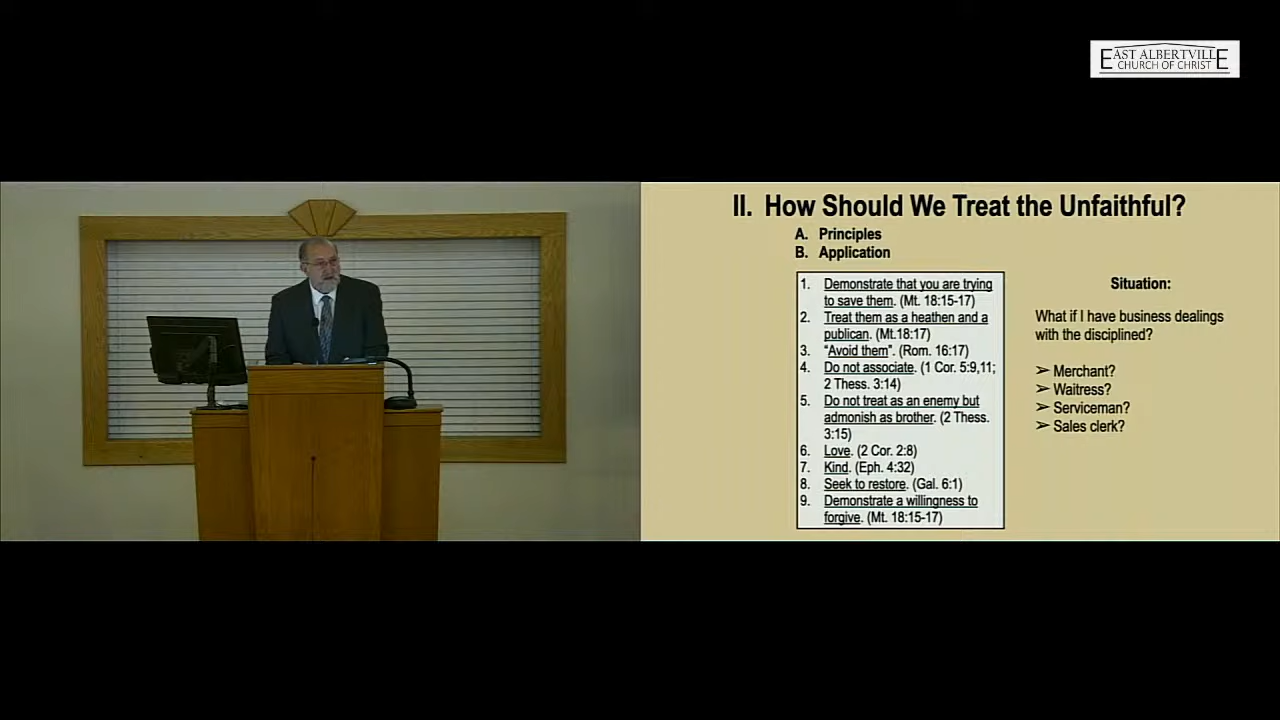 EAST ALBERTVILLE
CHURCH OF CHRIST
II. How Should We Treat the Unfaithful?
A. Principles
B. Application
1. Demonstrate that you are trying
to save them. (Mt. 18:15-17)
2. Treat them as a heathen and a
publican. (Mt.18:17)
3. “Avoid them”. (Rom. 16:17)
4. Do not associate. (1 Cor. 5:9,11;
2 Thess. 3:14)
5. Do not treat as an enemy but
admonish as brother. (2 Thess.
3:15)
6. Love. (2 Cor. 2:8)
7. Kind. (Eph. 4:32)
8. Seek to restore. (Gal. 6:1)
9. Demonstrate a willingness to
forgive. (Mt. 18:15-17)
Situation:
What if I have business dealings
with the disciplined?
➢ Merchant?
➢ Waitress?
➢ Serviceman?
➢ Sales clerk?